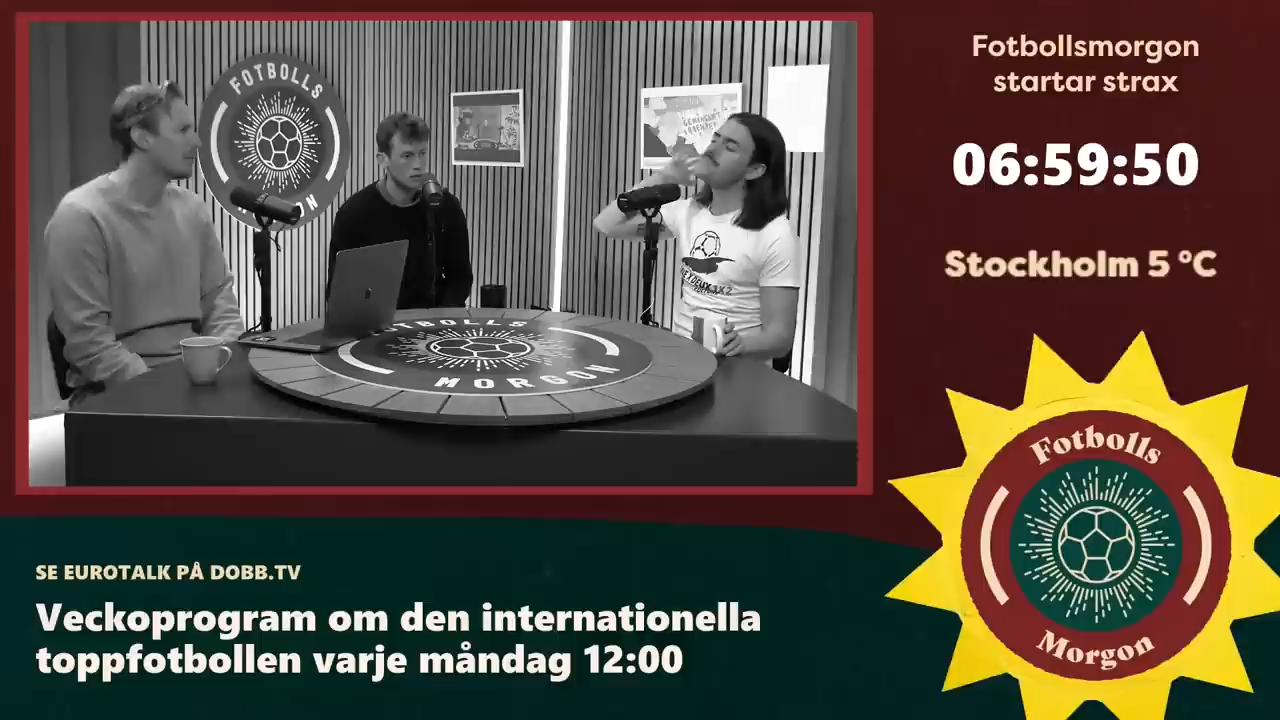 Fotbollsmorgon
startar strax
06:59:50
Stockholm 5 °C
FOTBOLLS
MORGON
SE EUROTALK PÅ DOBB.TV
Veckoprogram om den internationella
toppfotbollen varje måndag 12:00
Fotbolls
Morgon